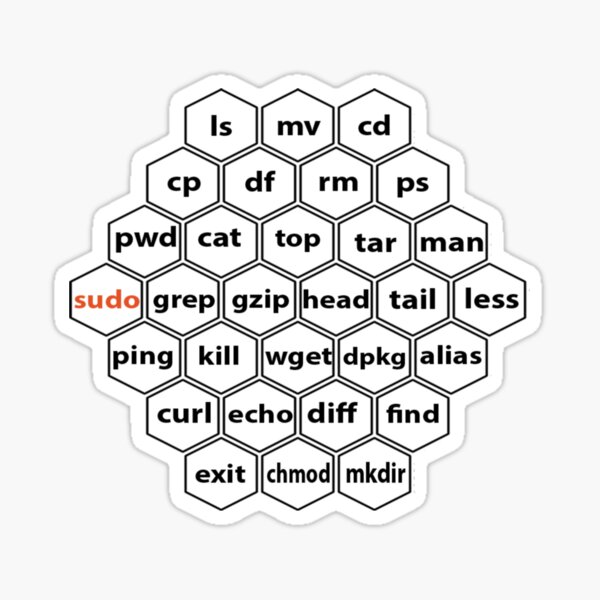 ls mv cd
cp df rm ps
pwd cat top tar man
sudo grep gzip head tail less
ping kill wget dpkg alias
curl echo diff find
exit chmod mkdir